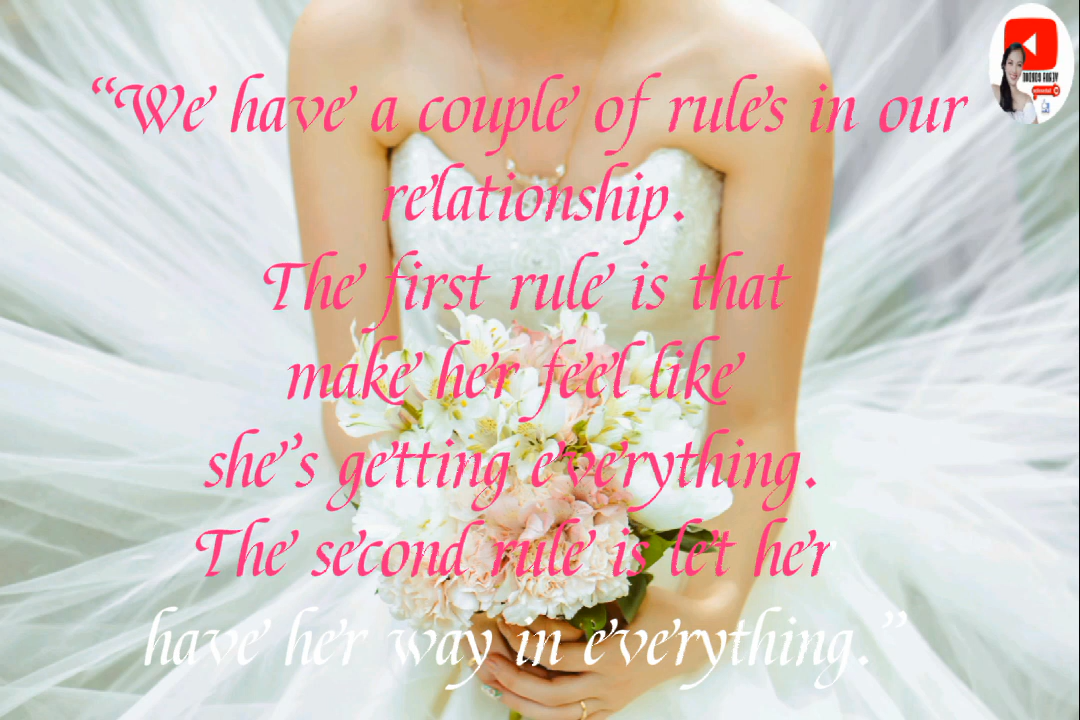 “We have a couple of rules in our
relationship.
The first rule is that
make her feel like
she's getting everything.
The second rule is let her
have her way in everything.”